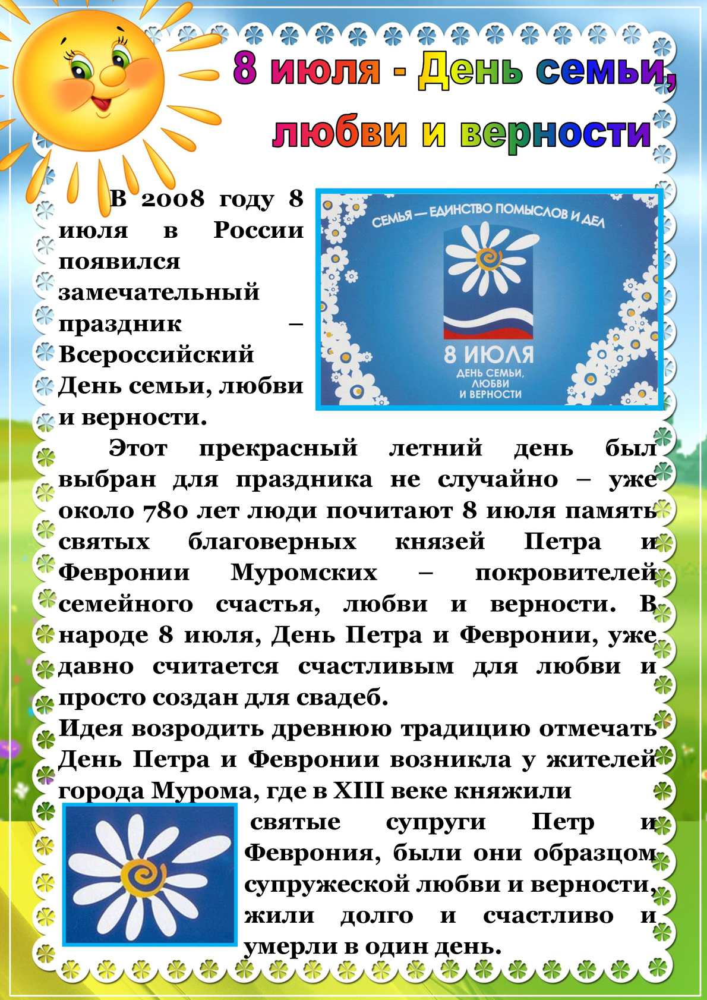 8 июля - День семьи,
любви и верности
В 2008 году 8
июля в России
появился
замечательный
праздник –
Всероссийский
День семьи, любви
и верности.
СЕМЬЯ — ЕДИНСТВО ПОМЫСЛОВ И ДЕЛ
8 ИЮЛЯ
ДЕНЬ СЕМЬИ,
ЛЮБВИ
И ВЕРНОСТИ
Этот прекрасный летний день был
выбран для праздника не случайно – уже
около 780 лет люди почитают 8 июля память
святых благоверных князей Петра и
Февронии Муромских – покровителей
семейного счастья, любви и верности. В
народе 8 июля, День Петра и Февронии, уже
давно считается счастливым для любви и
просто создан для свадеб.
Идея возродить древнюю традицию отмечать
День Петра и Февронии возникла у жителей
города Мурома, где в XIII веке княжили
святые супруги Петр и
Феврония, были они образцом
супружеской любви и верности,
жили долго и счастливо и
умерли в один день.